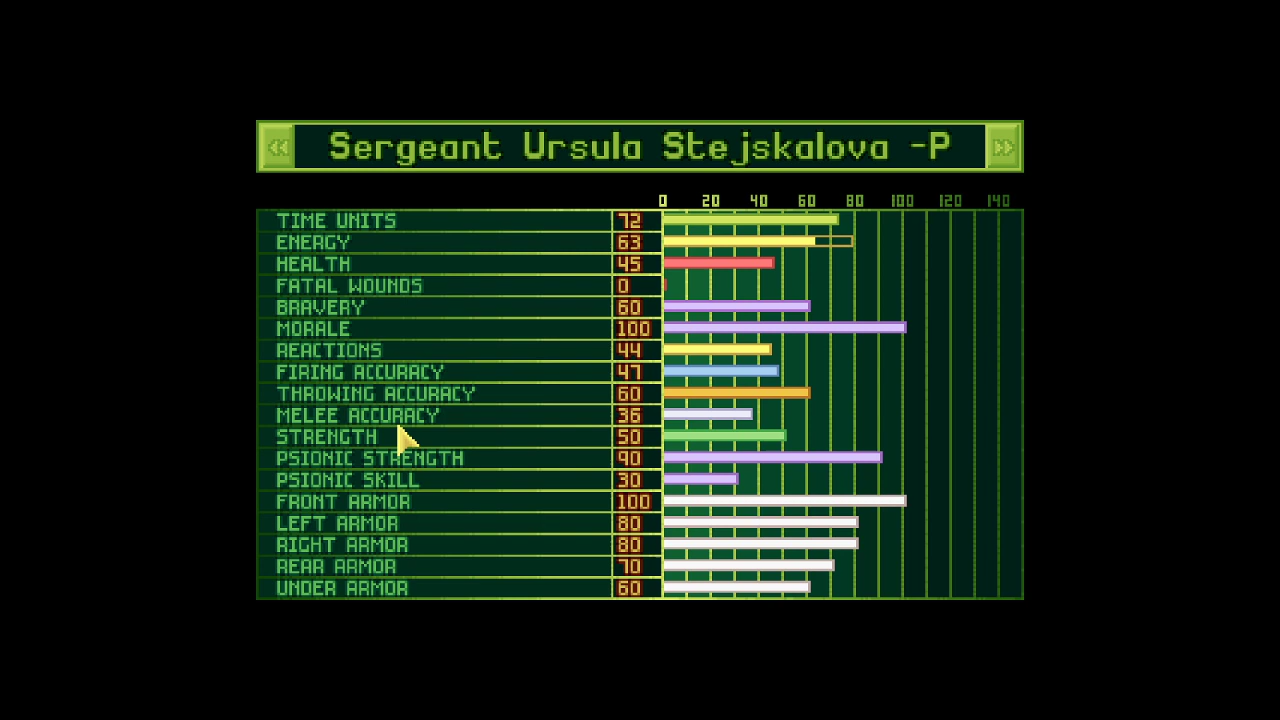 Sergeant Ursula Stejskalova -P
0 20 40 60 80 100 120 140
TIME UNITS 72
ENERGY 63
HEALTH 45
FATAL WOUNDS 0
BRAVERY 60
MORALE 100
REACTIONS 44
FIRING ACCURACY 47
THROWING ACCURACY 60
MELEE ACCURACY 36
STRENGTH 50
PSIONIC STRENGTH 90
PSIONIC SKILL 30
FRONT ARMOR 100
LEFT ARMOR 80
RIGHT ARMOR 80
REAR ARMOR 70
UNDER ARMOR 60